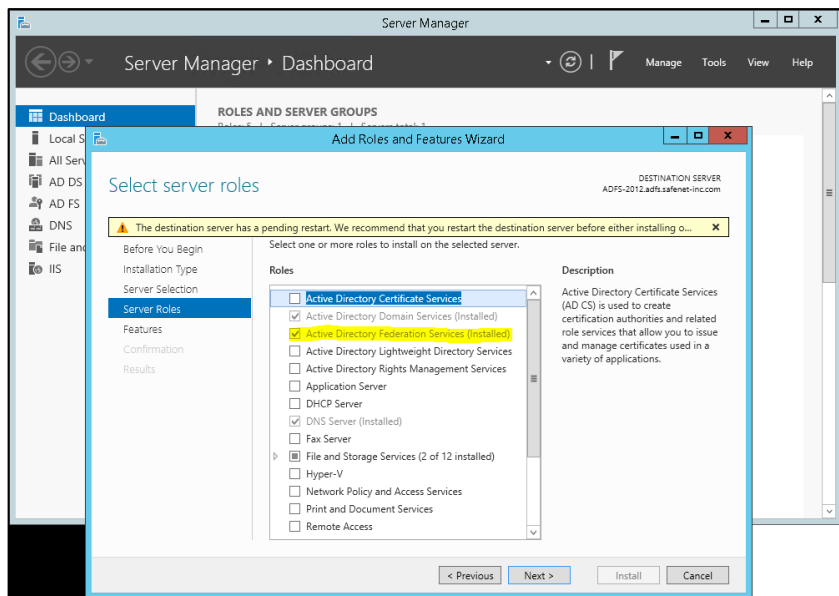 Server Manager
Server Manager • Dashboard
Manage Tools View Help
Dashboard
ROLES AND SERVER GROUPS
Roles: 5 | Server groups: 1 | Servers total: 1
Local S
All Serv
AD DS
AD FS
DNS
File and
IIS
Add Roles and Features Wizard
Select server roles
DESTINATION SERVER
ADFS-2012.adfs.safenet-inc.com
The destination server has a pending restart. We recommend that you restart the destination server before either installing o...
Before You Begin
Installation Type
Server Selection
Server Roles
Features
Confirmation
Results
Select one or more roles to install on the selected server.
Roles
Active Directory Certificate Services
Active Directory Domain Services (Installed)
Active Directory Federation Services (Installed)
Active Directory Lightweight Directory Services
Active Directory Rights Management Services
Application Server
DHCP Server
DNS Server (Installed)
Fax Server
File and Storage Services (2 of 12 installed)
Hyper-V
Network Policy and Access Services
Print and Document Services
Remote Access
Description
Active Directory Certificate Services
(AD CS) is used to create
certification authorities and related
role services that allow you to issue
and manage certificates used in a
variety of applications.
< Previous
Next >
Install
Cancel